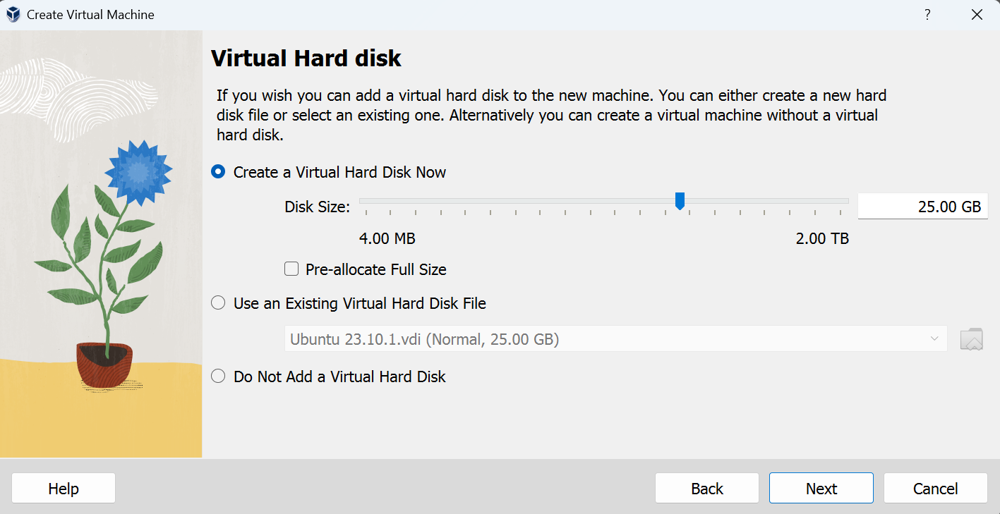 Create Virtual Machine
?
Virtual Hard disk
If you wish you can add a virtual hard disk to the new machine. You can either create a new hard
disk file or select an existing one. Alternatively you can create a virtual machine without a virtual
hard disk.
Create a Virtual Hard Disk Now
Disk Size:
25.00 GB
4.00 MB
2.00 TB
Pre-allocate Full Size
Use an Existing Virtual Hard Disk File
Ubuntu 23.10.1.vdi (Normal, 25.00 GB)
Do Not Add a Virtual Hard Disk
Help
Back
Next
Cancel